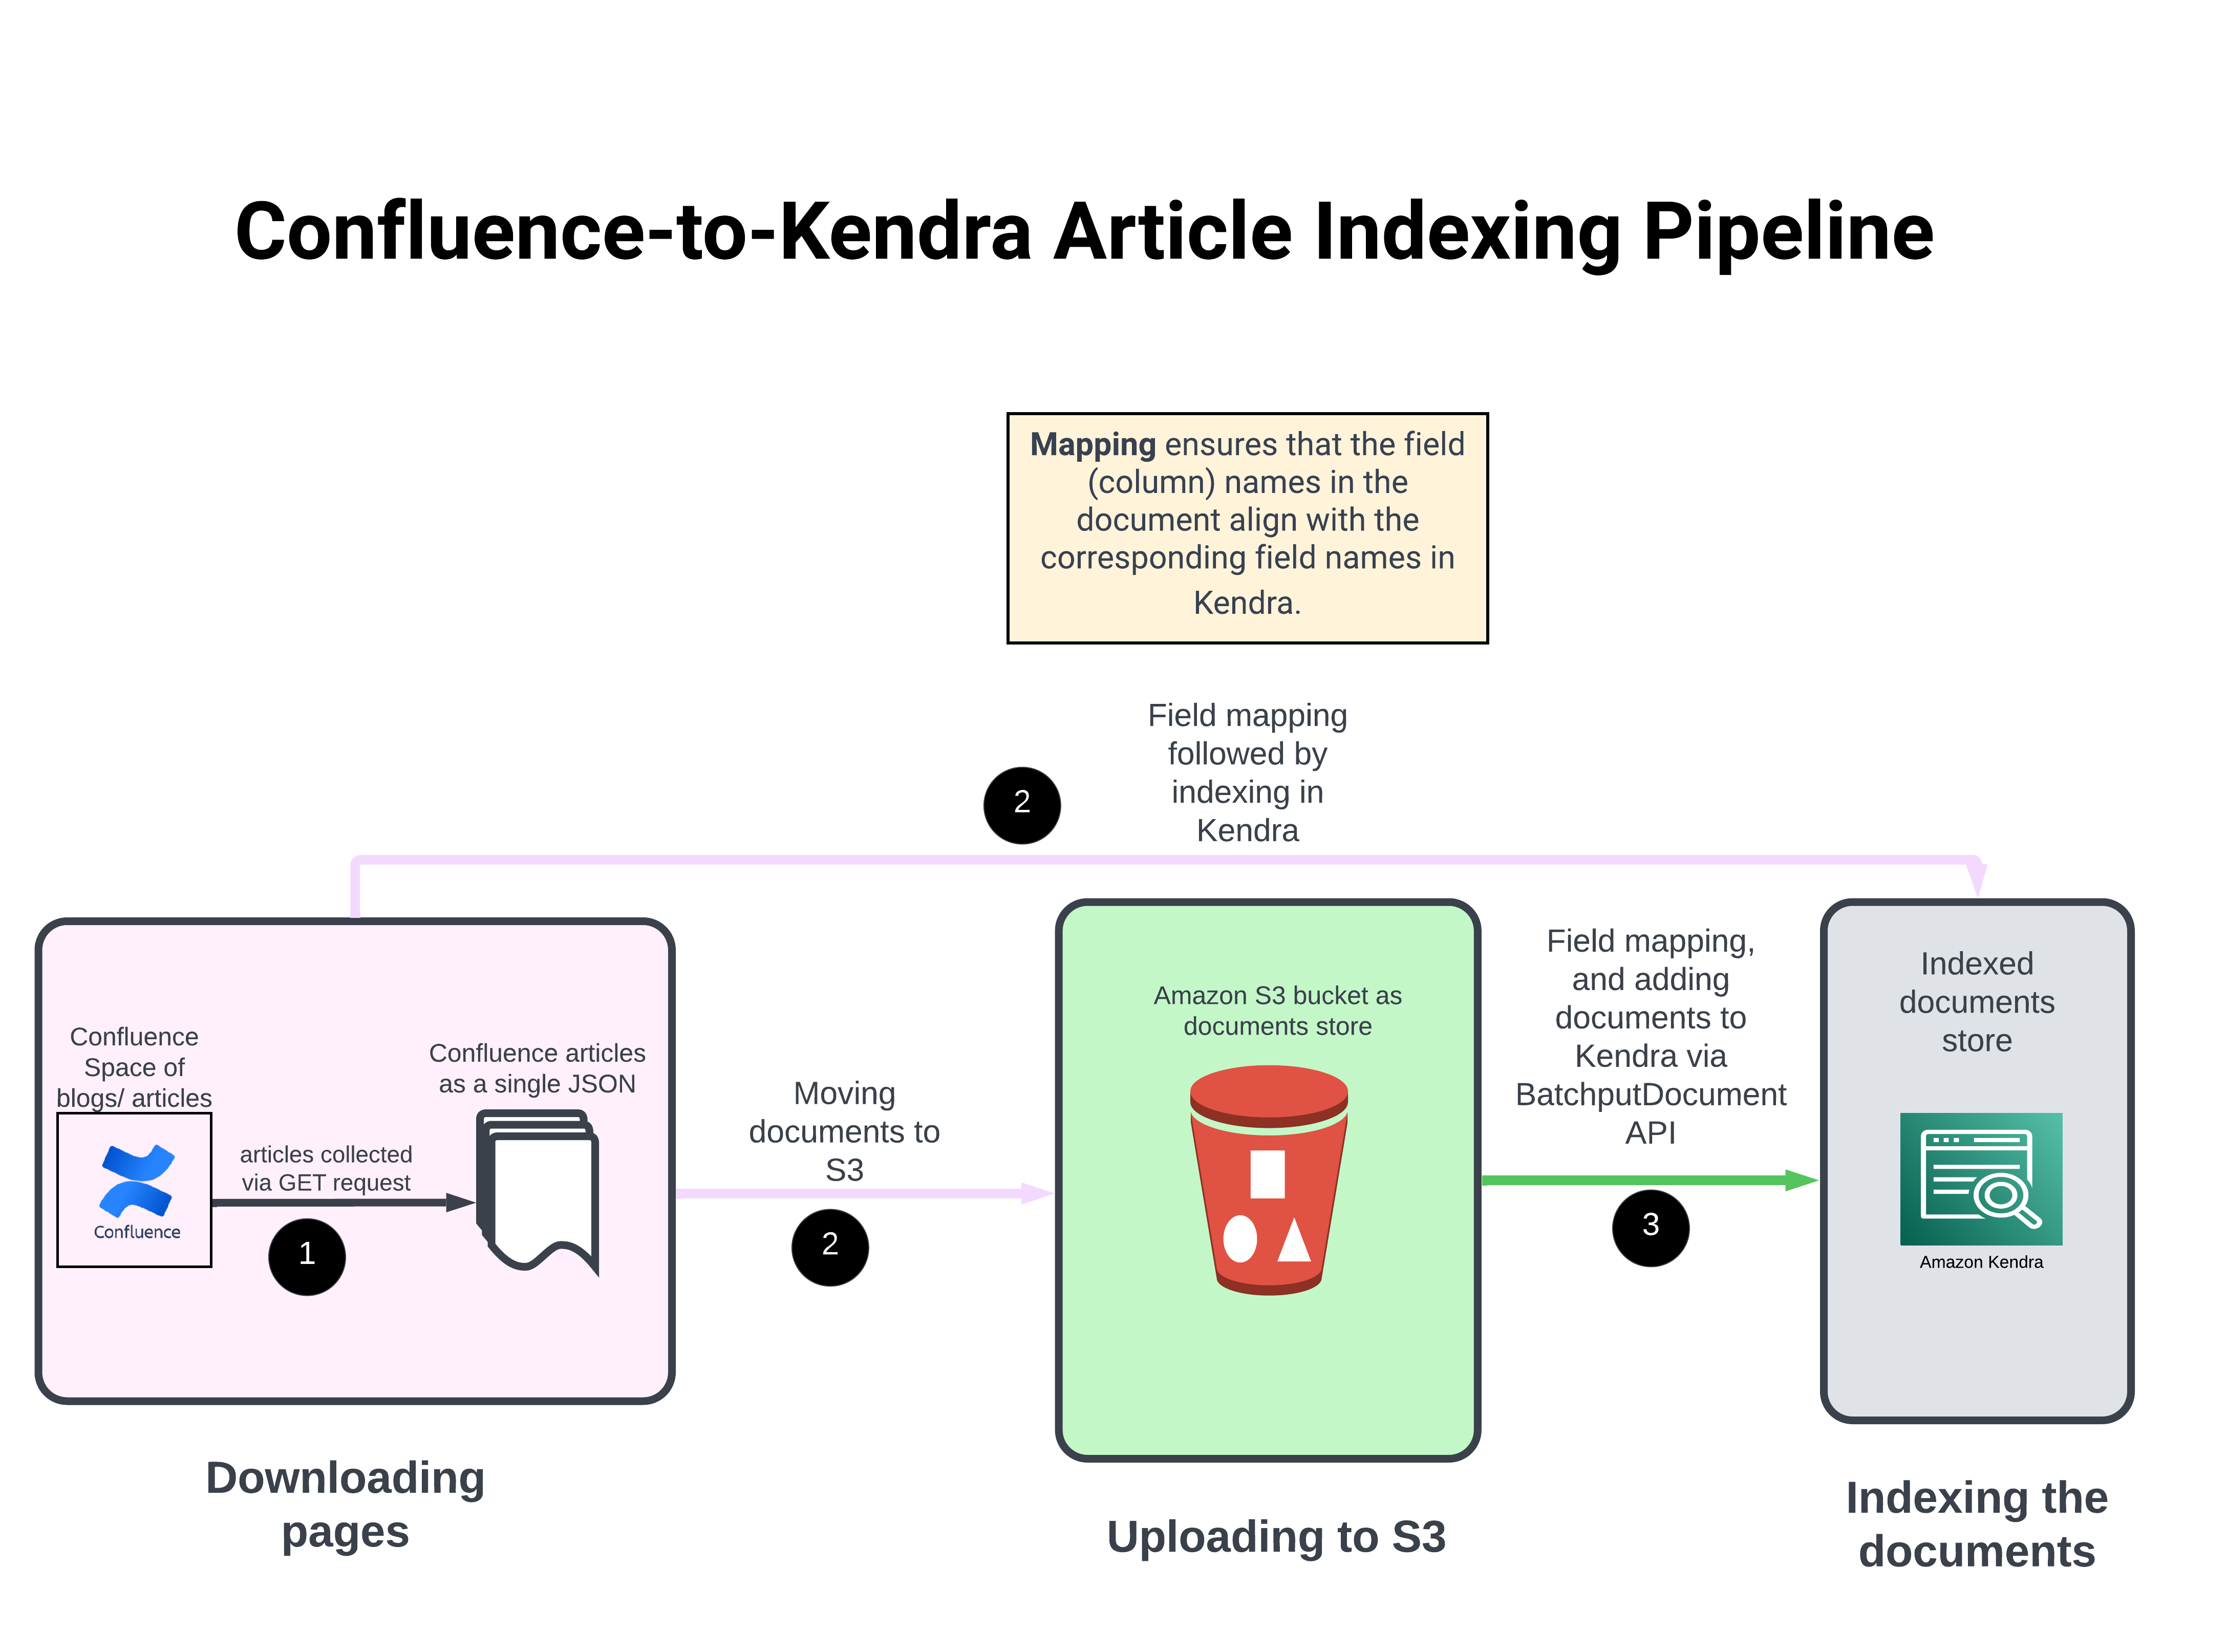 Confluence-to-Kendra Article Indexing Pipeline
Mapping ensures that the field
(column) names in the
document align with the
corresponding field names in
Kendra.
Field mapping
followed by
indexing in
Kendra
2
Confluence
Space of
blogs/ articles
Confluence
articles collected
via GET request
1
Confluence articles
as a single JSON
Moving
documents to
S3
2
Amazon S3 bucket as
documents store
Field mapping,
and adding
documents to
Kendra via
BatchputDocument
API
3
Indexed
documents
store
Amazon Kendra
Downloading
pages
Uploading to S3
Indexing the
documents